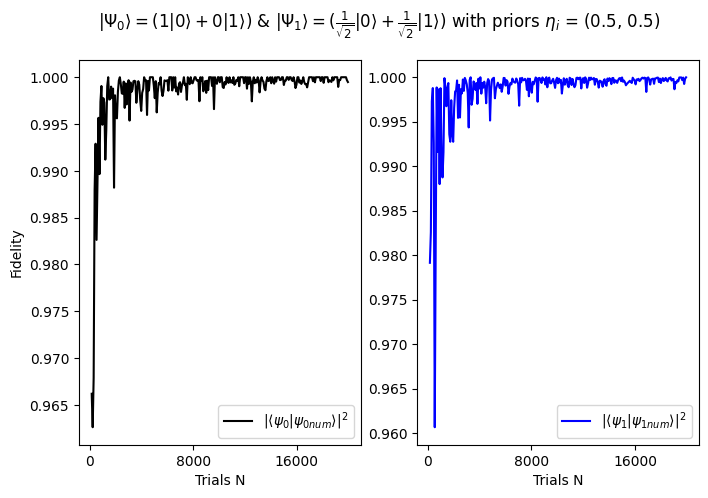 |Ψ₀⟩ = (1|0⟩ + 0|1⟩) & |Ψ₁⟩ = (1/√2|0⟩ + 1/√2|1⟩) with priors ηᵢ = (0.5, 0.5)
Fidelity
1.000
0.995
0.990
0.985
0.980
0.975
0.970
0.965
|⟨ψ₀|ψ₀ₙᵤₘ⟩|²
0 8000 16000
Trials N
1.000
0.995
0.990
0.985
0.980
0.975
0.970
0.965
0.960
|⟨ψ₁|ψ₁ₙᵤₘ⟩|²
0 8000 16000
Trials N